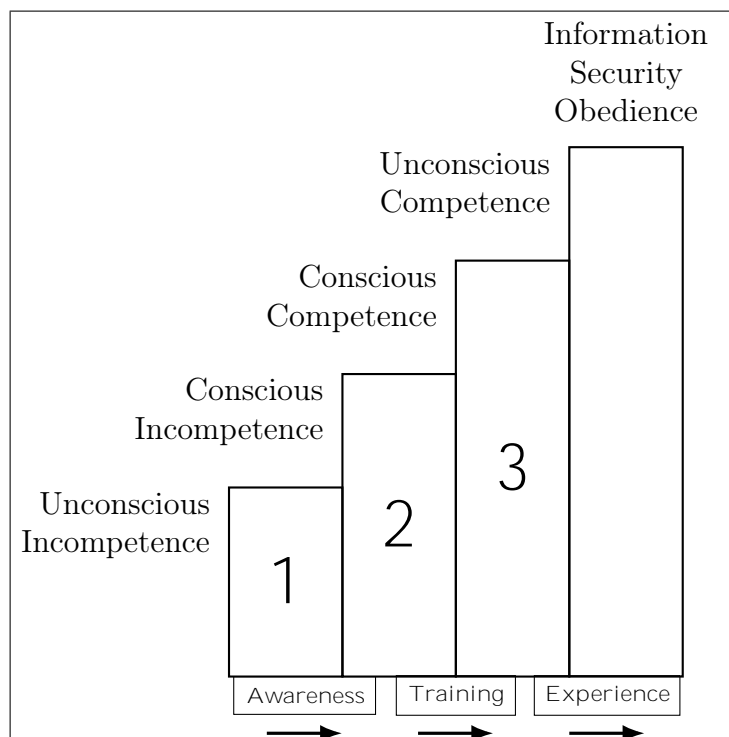 Information
Security
Obedience
Unconscious
Competence
Conscious
Competence
Conscious
Incompetence
Unconscious
Incompetence
1
2
3
Awareness
Training
Experience